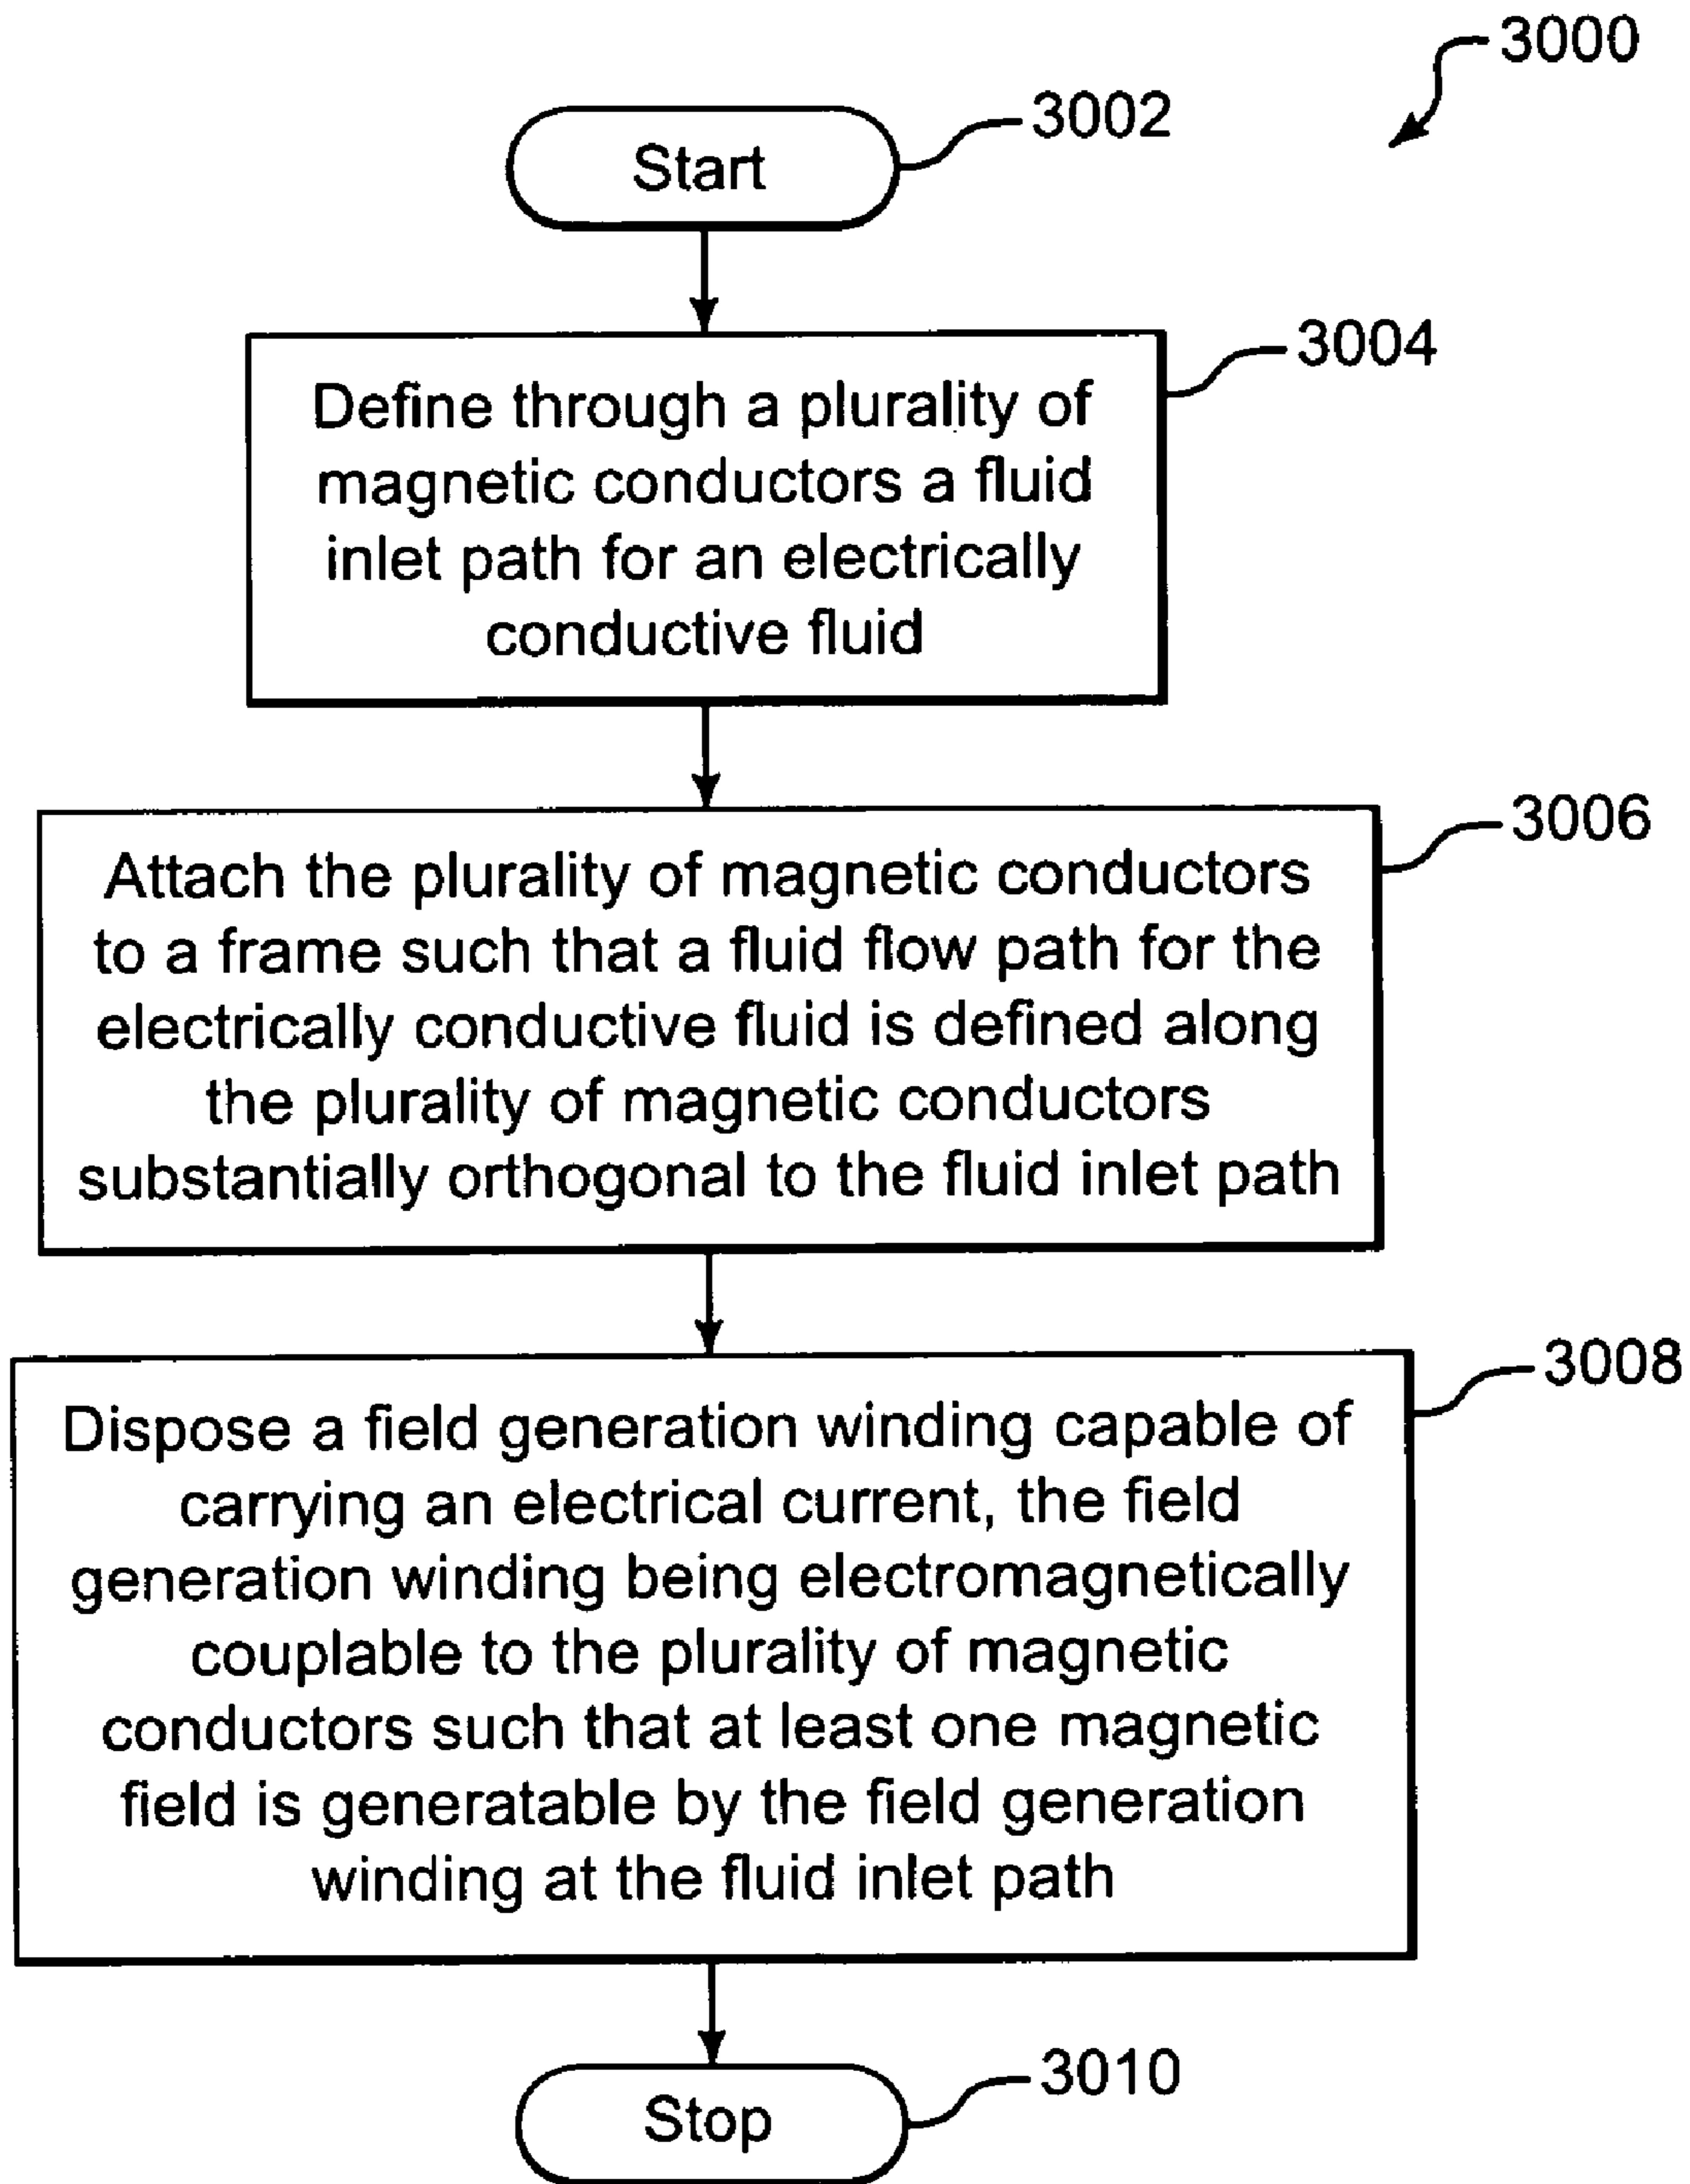 3000
Start
3002
Define through a plurality of
magnetic conductors a fluid
inlet path for an electrically
conductive fluid
3004
Attach the plurality of magnetic conductors
to a frame such that a fluid flow path for the
electrically conductive fluid is defined along
the plurality of magnetic conductors
substantially orthogonal to the fluid inlet path
3006
Dispose a field generation winding capable of
carrying an electrical current, the field
generation winding being electromagnetically
couplable to the plurality of magnetic
conductors such that at least one magnetic
field is generatable by the field generation
winding at the fluid inlet path
3008
Stop
3010